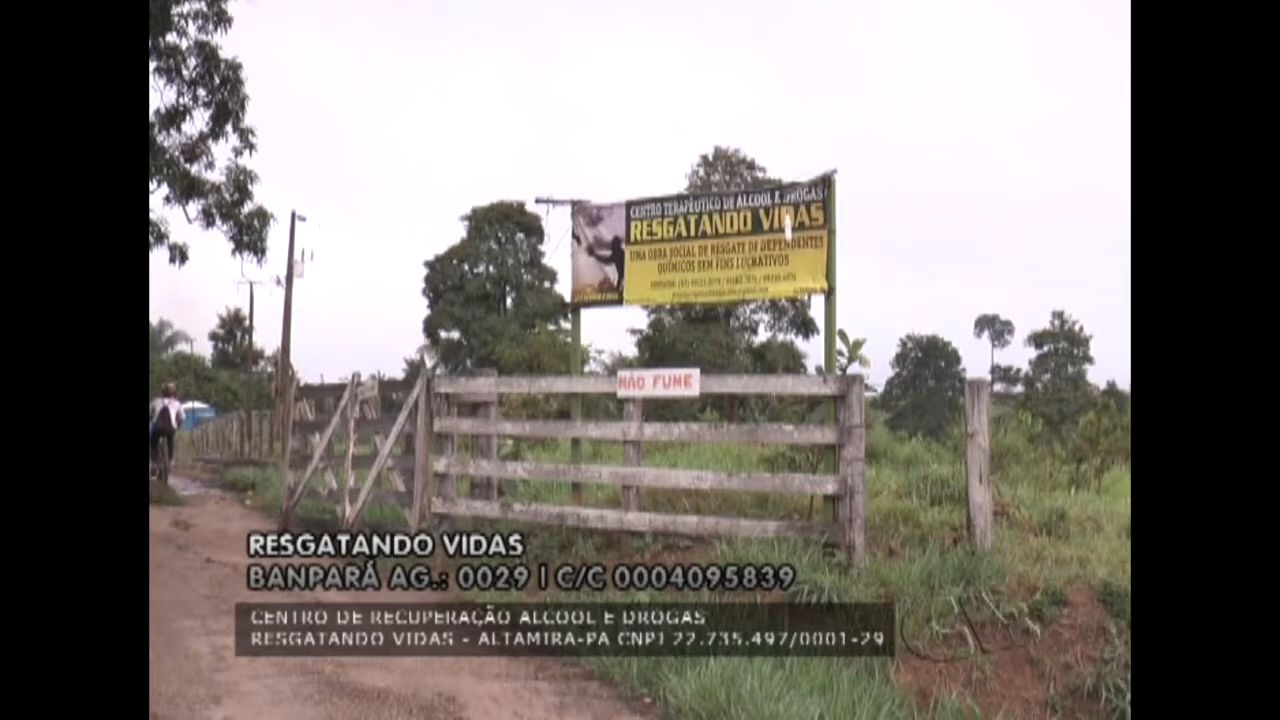 CENTRO TERAPÊUTICO DE ÁLCOOL E DROGAS
RESGATANDO VIDAS
UMA OBRA SOCIAL DE RESGATE DE DEPENDENTES
QUÍMICOS SEM FINS LUCRATIVOS
NÃO FUME
RESGATANDO VIDAS
BANPARÁ AG.: 0029 | C/C 0004095839
CENTRO DE RECUPERAÇÃO ALCOOL E DROGAS
RESGATANDO VIDAS - ALTAMIRA-PA CNPJ 22.735.497/0001-29